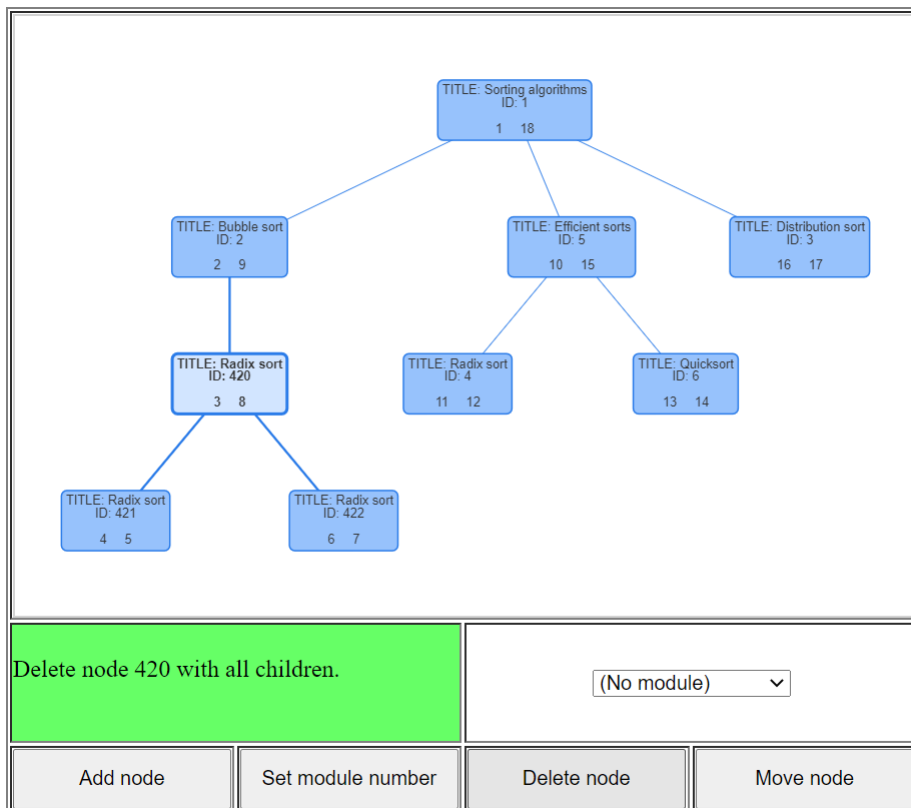 TITLE: Sorting algorithms
ID: 1
1 18
TITLE: Bubble sort
ID: 2
2 9
TITLE: Efficient sorts
ID: 5
10 15
TITLE: Distribution sort
ID: 3
16 17
TITLE: Radix sort
ID: 420
3 8
TITLE: Radix sort
ID: 4
11 12
TITLE: Quicksort
ID: 6
13 14
TITLE: Radix sort
ID: 421
4 5
TITLE: Radix sort
ID: 422
6 7
Delete node 420 with all children.
(No module)
Add node
Set module number
Delete node
Move node